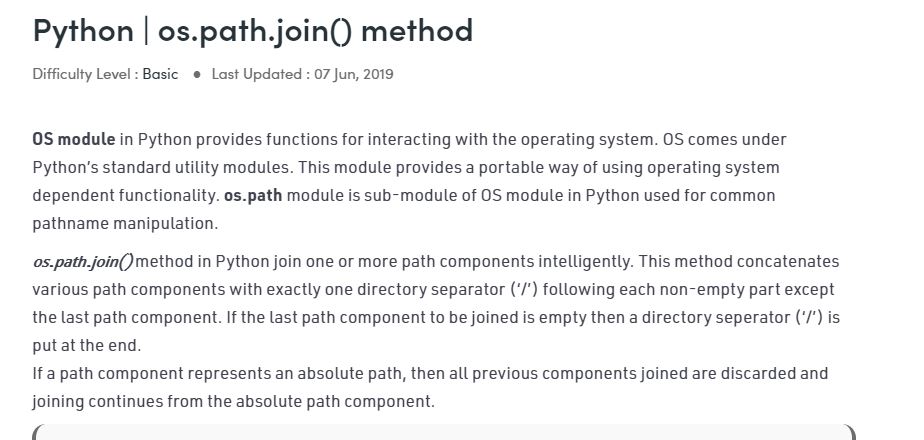 Python | os.path.join() method
Difficulty Level : Basic ● Last Updated : 07 Jun, 2019
OS module in Python provides functions for interacting with the operating system. OS comes under
Python’s standard utility modules. This module provides a portable way of using operating system
dependent functionality. os.path module is sub-module of OS module in Python used for common
pathname manipulation.
os.path.join() method in Python join one or more path components intelligently. This method concatenates
various path components with exactly one directory separator (‘/’) following each non-empty part except
the last path component. If the last path component to be joined is empty then a directory seperator (‘/’) is
put at the end.
If a path component represents an absolute path, then all previous components joined are discarded and
joining continues from the absolute path component.